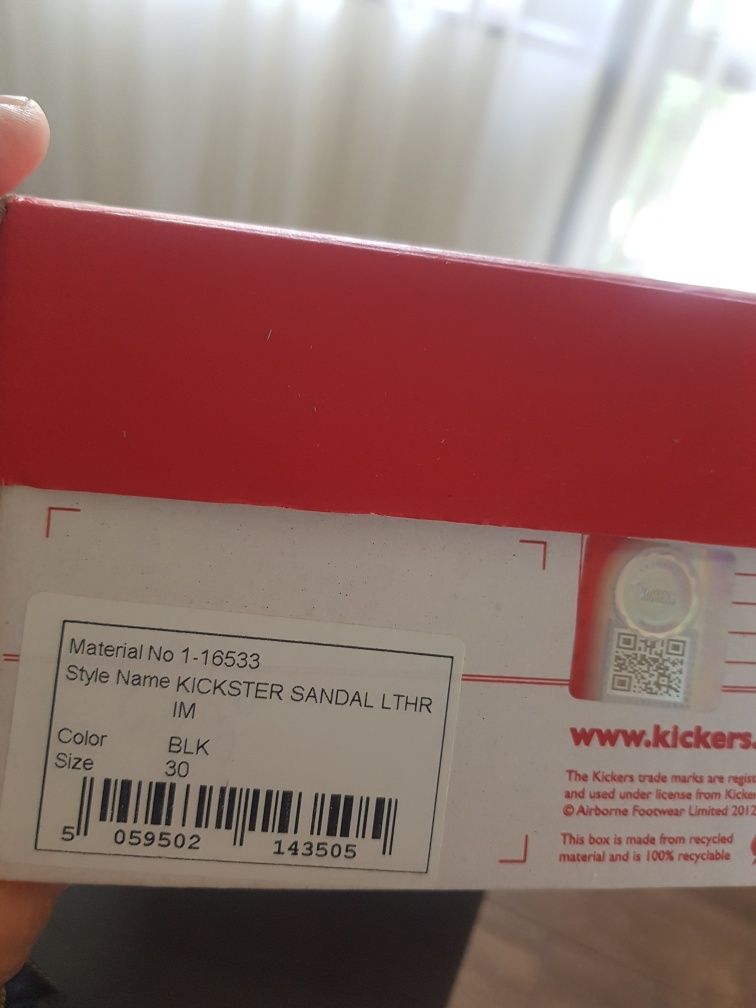 Material No 1-16533
Style Name KICKSTER SANDAL LTHR
IM
Color BLK
Size 30
5 059502 143505
www.kickers.
The Kickers trade marks are regist
and used under license from Kicker
© Airborne Footwear Limited 2012
This box is made from recycled
material and is 100% recyclable